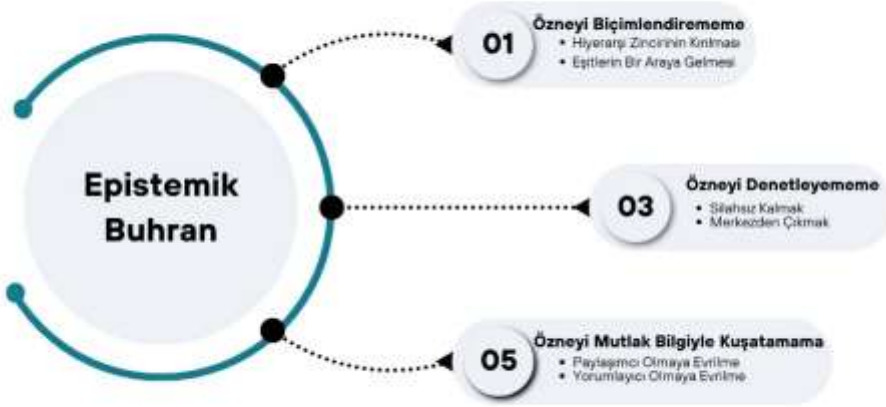 Epistemik
Buhran
01
Özneyi Biçimlendirememe
• Hiyerarşi Zincirinin Kırılması
• Eşitlerin Bir Araya Gelmesi
03
Özneyi Denetleyememe
• Silahsız Kalmak
• Merkezden Çıkmak
05
Özneyi Mutlak Bilgiyle Kuşatamama
• Paylaşımcı Olmaya Evrilme
• Yorumlayıcı Olmaya Evrilme